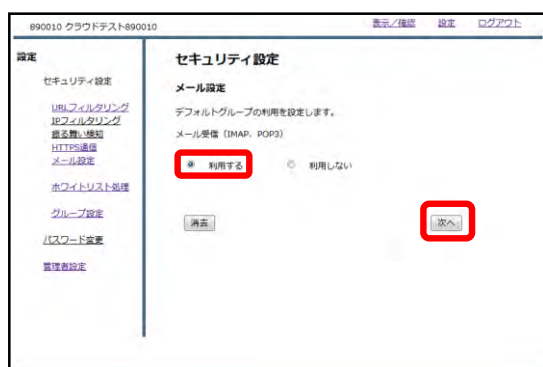 890010 クラウドテスト890010
表示／確認 設定 ログアウト
設定
セキュリティ設定
URLフィルタリング
IPフィルタリング
振る舞い検知
HTTPS通信
メール設定
ホワイトリスト処理
グループ設定
パスワード変更
管理者設定
セキュリティ設定
メール設定
デフォルトグループの利用を設定します。
メール受信（IMAP、POP3）
利用する 利用しない
消去 次へ